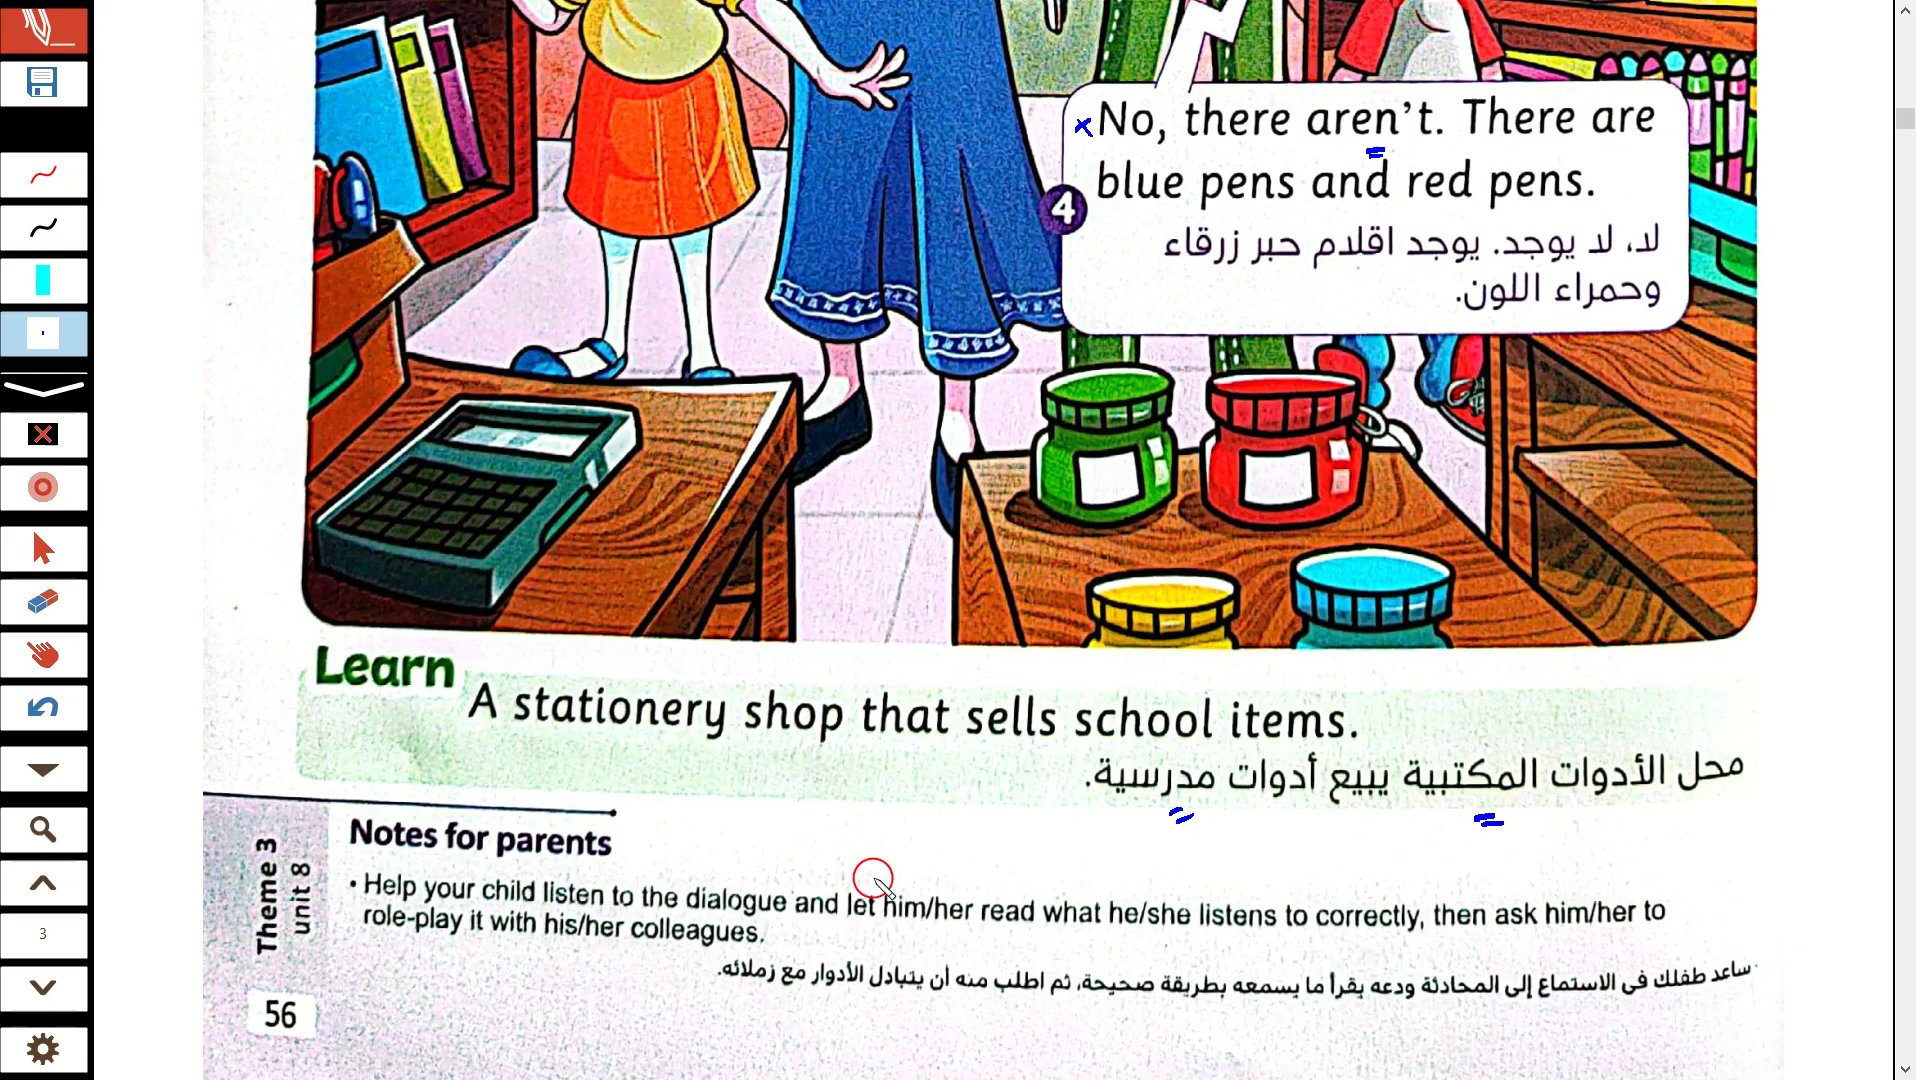 No, there aren't. There are
blue pens and red pens.
4
لا، لا يوجد. يوجد اقلام حبر زرقاء
وحمراء اللون.
Learn
A stationery shop that sells school items.
محل الأدوات المكتبية يبيع أدوات مدرسية.
Notes for parents
• Help your child listen to the dialogue and let him/her read what he/she listens to correctly, then ask him/her to
role-play it with his/her colleagues.
ساعد طفلك فى الاستماع إلى المحادثة ودعه يقرأ ما يسمعه بطريقة صحيحة، ثم اطلب منه أن يتبادل الأدوار مع زملائه.
Theme 3
unit 8
56
3